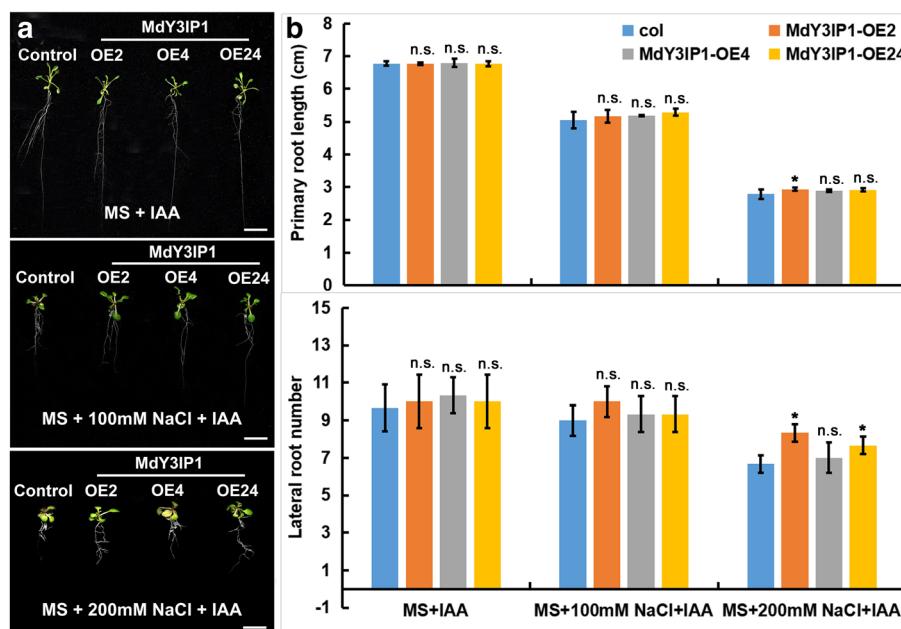 a
MdY3IP1
Control OE2 OE4 OE24
MS + IAA
MdY3IP1
Control OE2 OE4 OE24
MS + 100mM NaCl + IAA
MdY3IP1
Control OE2 OE4 OE24
MS + 200mM NaCl + IAA
b
col MdY3IP1-OE2
MdY3IP1-OE4 MdY3IP1-OE24
Primary root length (cm)
8
7
6
5
4
3
2
1
0
n.s. n.s. n.s.
n.s. n.s. n.s.
* n.s. n.s.
Lateral root number
15
13
11
9
7
5
3
1
-1
n.s. n.s. n.s.
n.s. n.s. n.s.
* n.s. *
MS+IAA MS+100mM NaCl+IAA MS+200mM NaCl+IAA